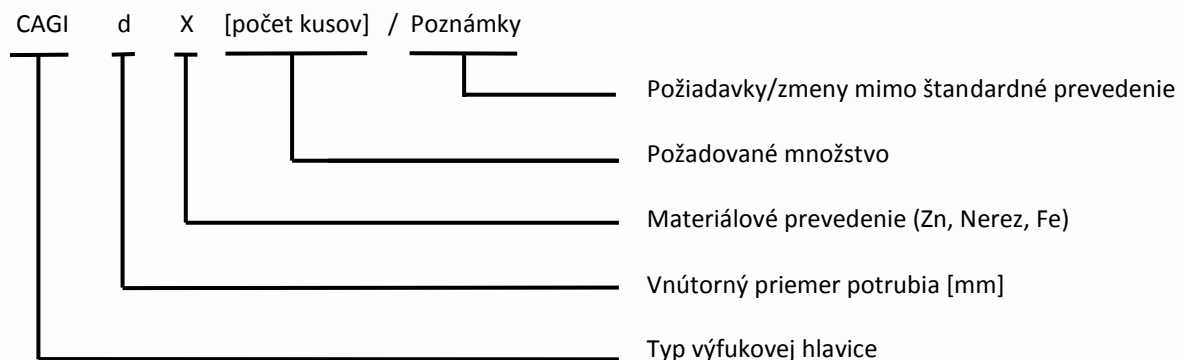 CAGI d X [počet kusov] / Poznámky
Požiadavky/zmeny mimo štandardné prevedenie
Požadované množstvo
Materiálové prevedenie (Zn, Nerez, Fe)
Vnútorný priemer potrubia [mm]
Typ výfukovej hlavice